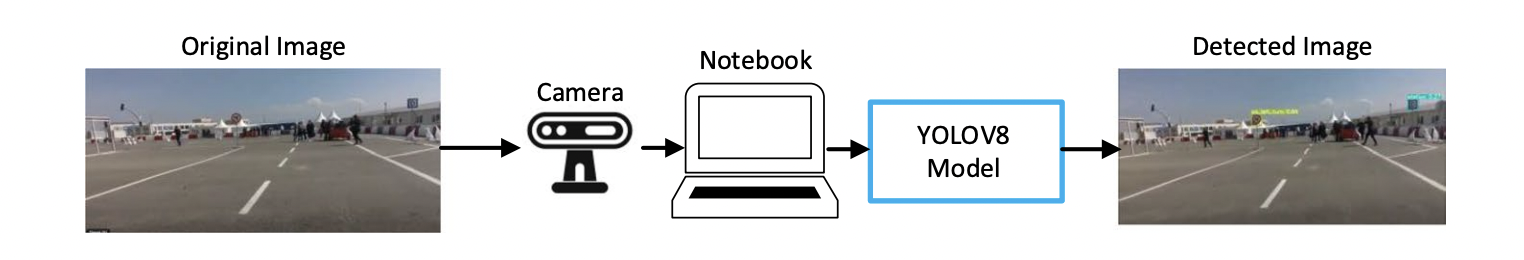 Original Image
Camera
Notebook
YOLOV8
Model
Detected Image